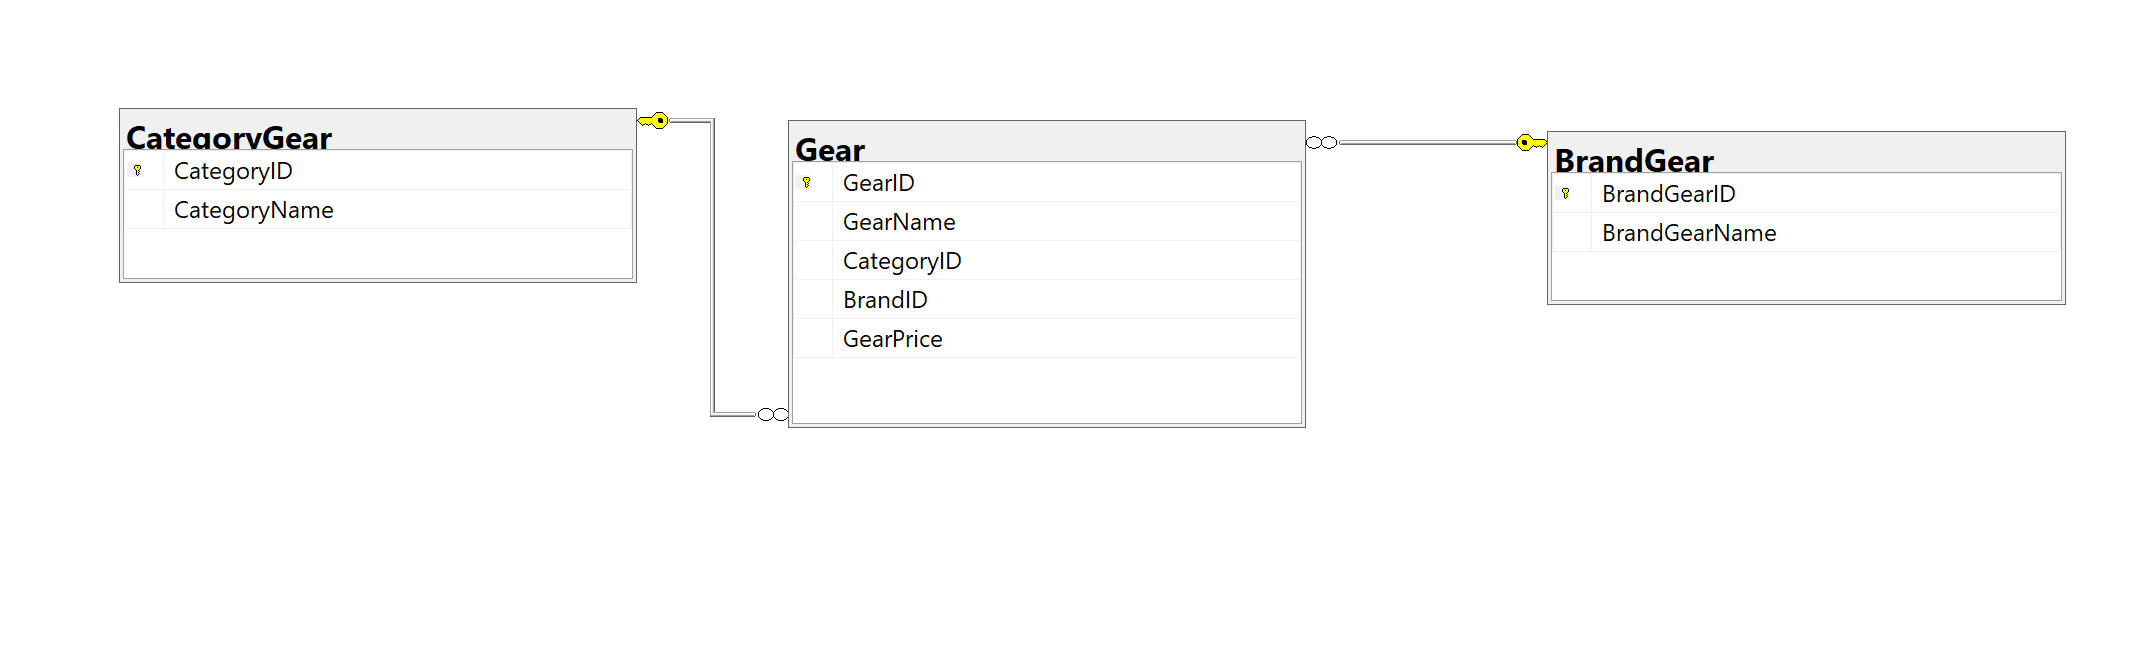 CategoryGear
CategoryID
CategoryName
Gear
GearID
GearName
CategoryID
BrandID
GearPrice
BrandGear
BrandGearID
BrandGearName